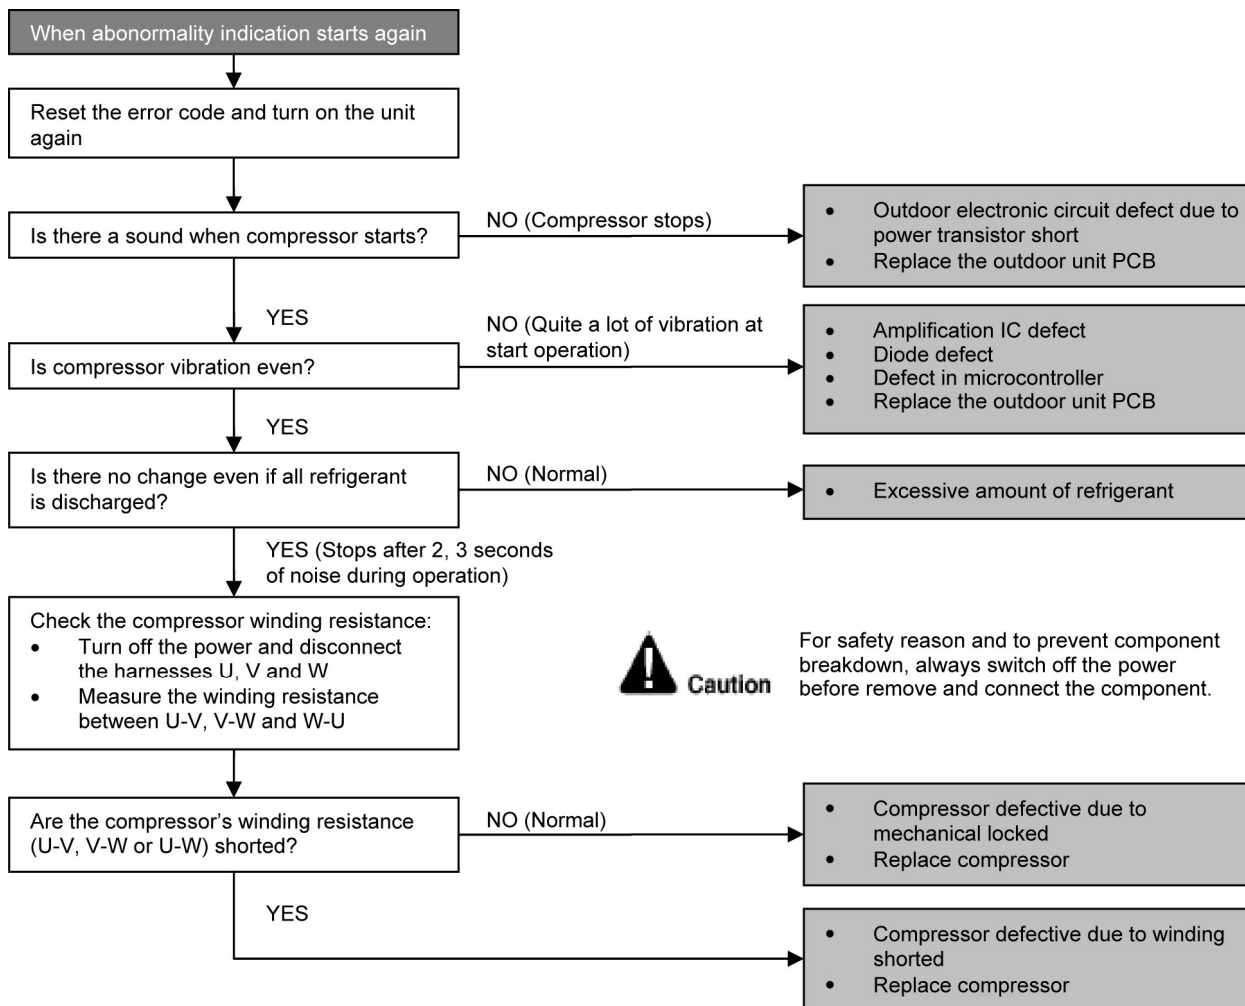 When abonormality indication starts again
Reset the error code and turn on the unit
again
Is there a sound when compressor starts?
NO (Compressor stops)
• Outdoor electronic circuit defect due to
power transistor short
• Replace the outdoor unit PCB
YES
NO (Quite a lot of vibration at
start operation)
Is compressor vibration even?
• Amplification IC defect
• Diode defect
• Defect in microcontroller
• Replace the outdoor unit PCB
YES
Is there no change even if all refrigerant
is discharged?
NO (Normal)
• Excessive amount of refrigerant
YES (Stops after 2, 3 seconds
of noise during operation)
Check the compressor winding resistance:
• Turn off the power and disconnect
the harnesses U, V and W
• Measure the winding resistance
between U-V, V-W and W-U
Caution
For safety reason and to prevent component
breakdown, always switch off the power
before remove and connect the component.
Are the compressor’s winding resistance
(U-V, V-W or U-W) shorted?
NO (Normal)
• Compressor defective due to
mechanical locked
• Replace compressor
YES
• Compressor defective due to winding
shorted
• Replace compressor